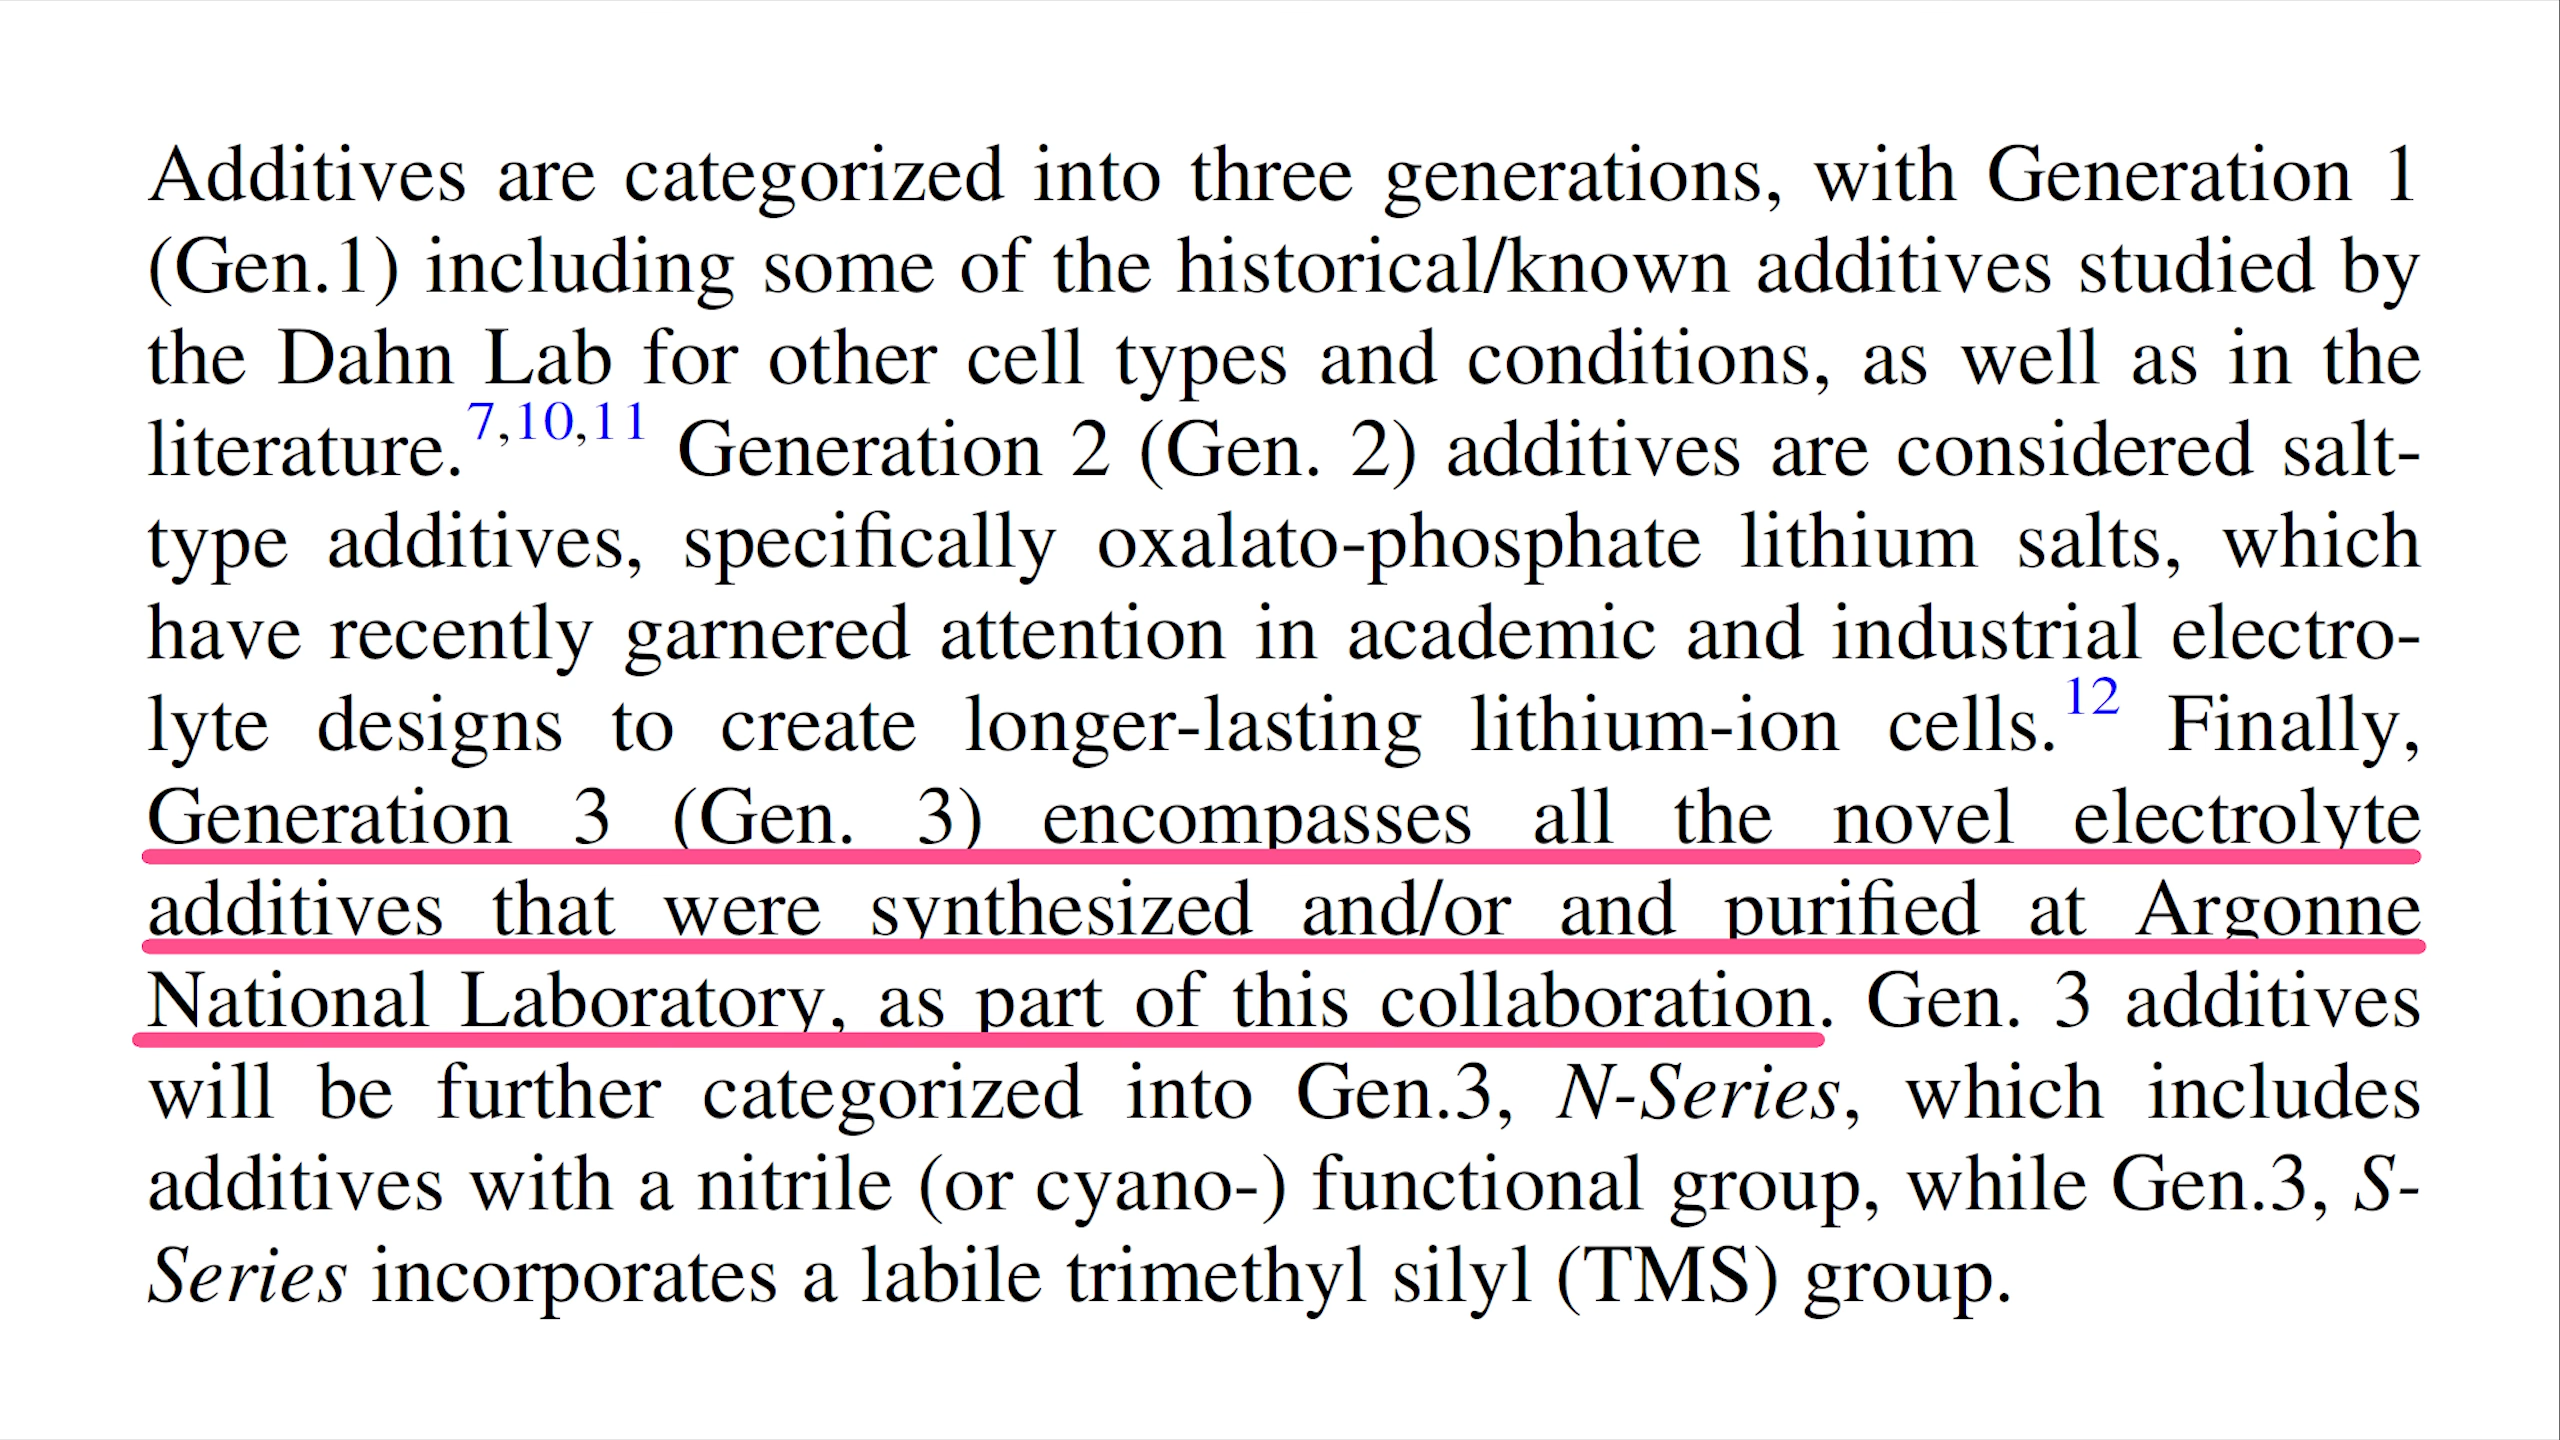 Additives are categorized into three generations, with Generation 1
(Gen.1) including some of the historical/known additives studied by
the Dahn Lab for other cell types and conditions, as well as in the
literature.7,10,11 Generation 2 (Gen. 2) additives are considered salt-
type additives, specifically oxalato-phosphate lithium salts, which
have recently garnered attention in academic and industrial electro-
lyte designs to create longer-lasting lithium-ion cells.12 Finally,
Generation 3 (Gen. 3) encompasses all the novel electrolyte
additives that were synthesized and/or and purified at Argonne
National Laboratory, as part of this collaboration. Gen. 3 additives
will be further categorized into Gen.3, N-Series, which includes
additives with a nitrile (or cyano-) functional group, while Gen.3, S-
Series incorporates a labile trimethyl silyl (TMS) group.